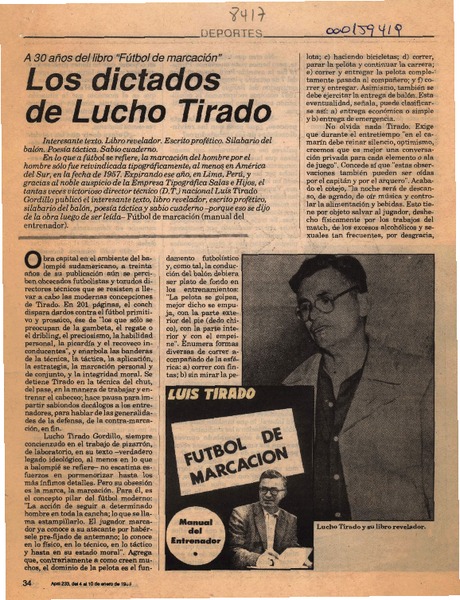 8417
000159419
DEPORTES
A 30 años del libro "Fútbol de marcación"
Los dictados
de Lucho Tirado
Interesante texto. Libro revelador. Escrito profético. Silabario del
balón. Poesía táctica. Sabio cuaderno.
En lo que a fútbol se refiere, la marcación del hombre por el
hombre sólo fue reivindicada tipográficamente, al menos en América
del Sur, en fecha de 1957. Expirando ese año, en Lima, Perú, y
gracias al noble auspicio de la Empresa Tipográfica Salas e Hijos, el
tantas veces victorioso director técnico (D.T.) nacional Luis Tirado
Gordillo publicó el interesante texto, libro revelador, escrito profético,
silabario del balón, poesía táctica y sabio cuaderno –porque eso se dijo
de la obra luego de ser leída– Fútbol de marcación (manual del
entrenador).
Obra capital en el ambiente del ba-
lompié sudamericano, a treinta
años de su publicación aún se pero-
ben obcecados futbolistas y tozudos di-
rectores técnicos que se resisten a lle-
var a cabo las modernas concepciones
de Tirado. En 201 páginas, el coach
dispara dardos contra el fútbol primiti-
vo y prosaico, ése de "los que sólo se
preocupan de la gambeta, el regate o
el dribling, el preciosismo, la habilidad
personal, la picardía y el recoveco in-
conducentes", y enarbola las banderas
de la técnica, la táctica, la aplicación,
la estrategia, la marcación personal y
de conjunto, y la integridad moral. Se
detiene Tirado en la técnica del chut,
del pase, en la manera de trabajar y en-
trenar el cabeceo; hace pausa para im-
partir sabiondos decálogos a los entre-
nadores, para hablar de las generalida-
des de la defensa, de la contra-marca-
ción, en fin.
Lucho Tirado Gordillo, siempre
concienzudo en el trabajo de pizarrón,
de laboratorio, en su texto –verdadero
legado ideológico, al menos en lo que
a balompié se refiere– no escatima es-
fuerzos en pormenorizar hasta los
más ínfimos detalles. Pero su obsesión
es la marca, la marcación. Para él, es
el concepto pilar del fútbol moderno:
"La acción de seguir a determinado
hombre en toda la cancha; lo que se lla-
ma estampillarlo. El jugador marca-
dor ya conoce a su atacante por habér-
sele pre-fijado de antemano; lo conoce
en lo físico, en lo técnico, en lo táctico
y hasta en su estado moral". Agrega
que, contrariamente a como creen mu-
chos, el dominio de la pelota es el fun-
34
Apsi 233, del 4 al 10 de enero de
damento futbolístico
y, como tal, la conduc-
ción del balón debiera
ser plato de fondo en
los entrenamientos:
"La pelota se golpea,
mejor dicho se empu-
ja, con la parte exte-
rior del pie (dedo chi-
co), con la parte inte-
rior y con el empei-
ne". Enumera formas
diversas de correr a-
compañado de la esfé-
rica: a) correr con fin-
tas; b) sin mirar la pe-
lota; c) haciendo bicicletas; d) correr,
parar la pelota y continuar la carrera;
e) correr y entregar la pelota comple-
tamente pasada al compañero; y f) co-
rrer y entregar. Asimismo, también se
debe ejercitar la entrega de balón. Esta
eventualidad, señala, puede clasificar-
se así: a) entrega económica o simple
y b) entrega no económica.
No olvida nada Tirado. Exige
que durante el entretiempo "en el ca-
marín debe reinar silencio, optimismo,
creemos que es mejor una conversa-
ción privada para cada elemento o lí-
nea de juego". Concede sí que "estas ob-
servaciones también pueden ser oídas
por el capitán y por el arquero". Acaba-
do el cotejo, "la noche será de descan-
so, de agrado, de oír música y contro-
lar la alimentación y bebidas. Esto tie-
ne por objeto salvar al jugador, desahe-
cho físicamente por los trabajos del
match, de los excesos alcohólicos y se-
xuales tan frecuentes, por desgracia,
LUIS TIRADO
FUTBOL DE
MARCACION
Manual del
Entrenador
Lucho Tirado y su libro revelador.